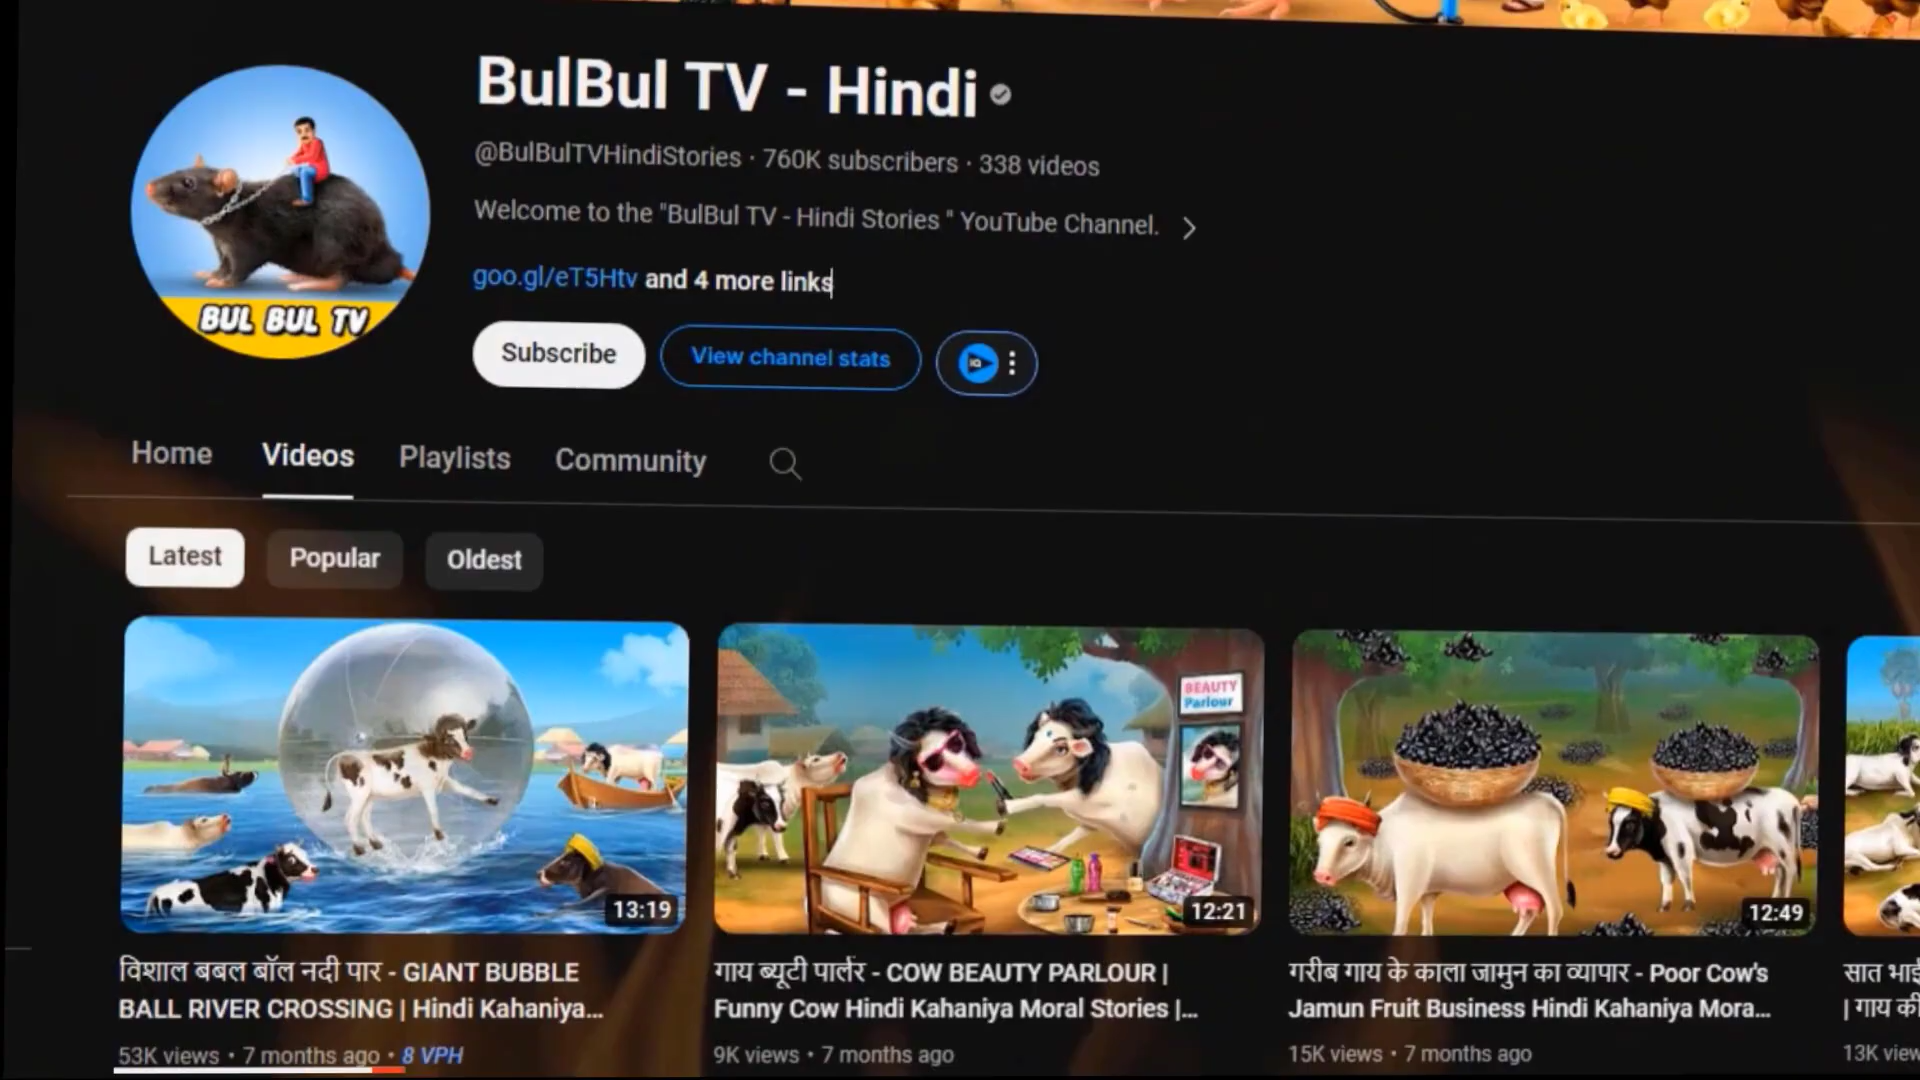 BulBul TV - Hindi
@BulBulTVHindiStories · 760K subscribers · 338 videos
Welcome to the "BulBul TV - Hindi Stories " YouTube Channel.
goo.gl/eT5Htv and 4 more links
BUL BUL TV
Subscribe
View channel stats
IQ
Home
Videos
Playlists
Community
Latest
Popular
Oldest
BEAUTY
Parlour
13:19
12:21
12:49
विशाल बबल बॉल नदी पार - GIANT BUBBLE
BALL RIVER CROSSING | Hindi Kahaniya...
53K views • 7 months ago • 8 VPH
गाय ब्यूटी पार्लर - COW BEAUTY PARLOUR |
Funny Cow Hindi Kahaniya Moral Stories |...
9K views • 7 months ago
गरीब गाय के काला जामुन का व्यापार - Poor Cow's
Jamun Fruit Business Hindi Kahaniya Mora...
15K views • 7 months ago
सात
| गाय की
13K